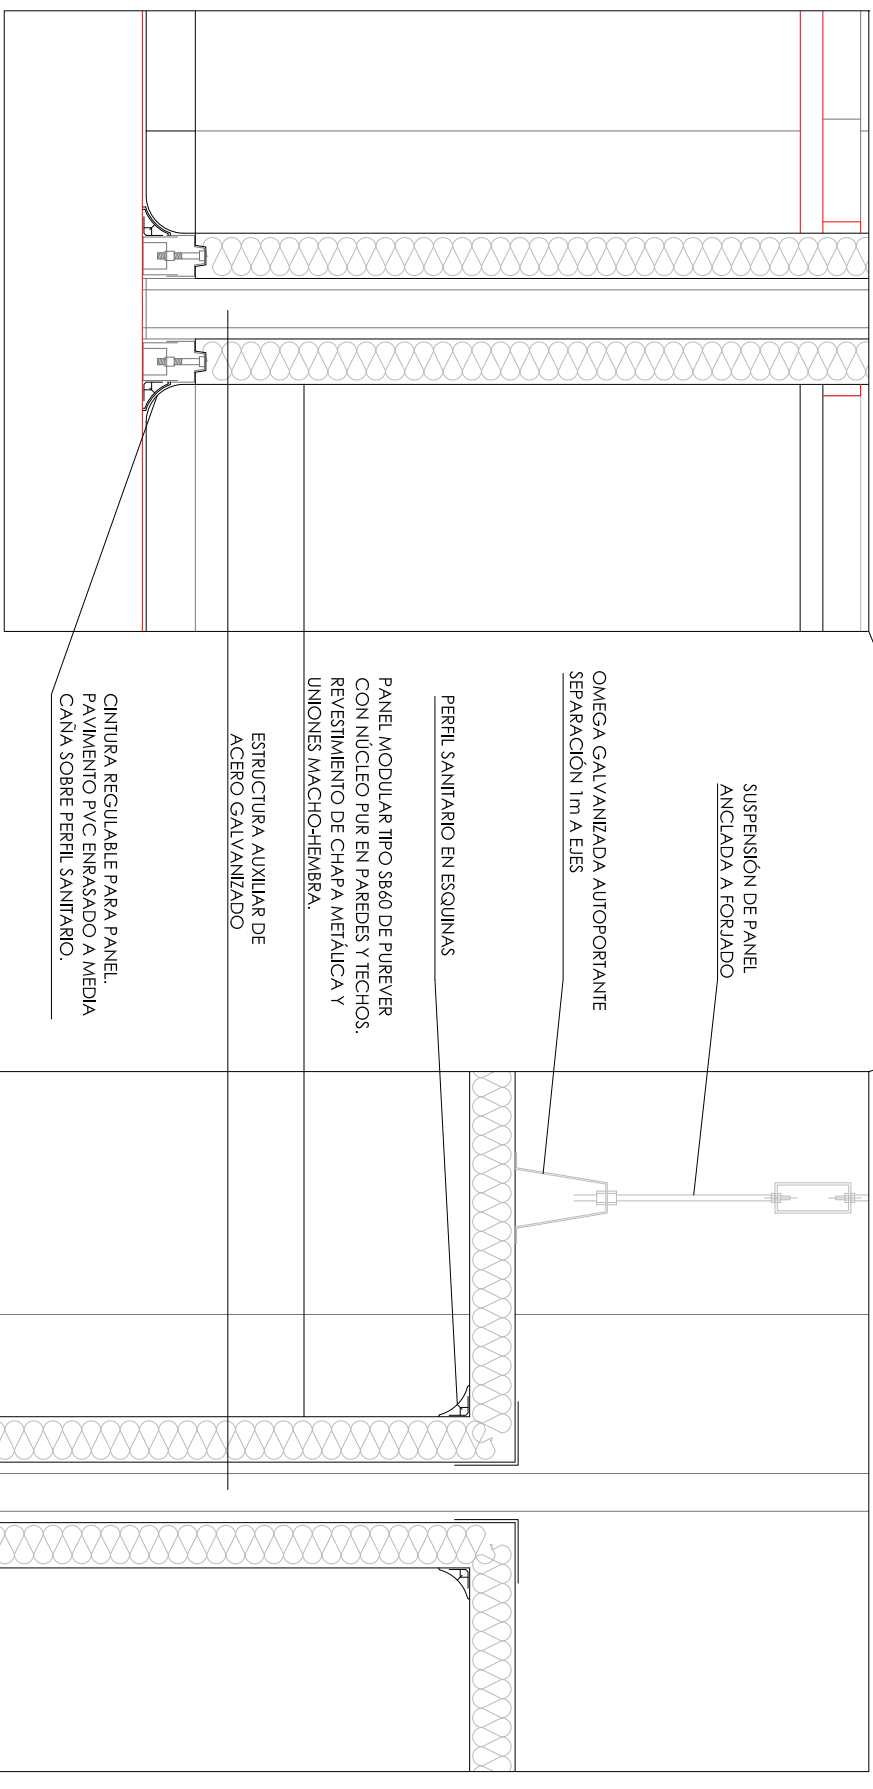 SUSPENSIÓN DE PANEL
ANCLADA A FORJADO
OMEGA GALVANIZADA AUTOPORTANTE
SEPARACIÓN 1m A EJES
PERFIL SANITARIO EN ESQUINAS
PANEL MODULAR TIPO SB60 DE PUREVER
CON NÚCLEO PUR EN PAREDES Y TECHOS.
REVESTIMIENTO DE CHAPA METÁLICA Y
UNIONES MACHO-HEMBRA.
ESTRUCTURA AUXILIAR DE
ACERO GALVANIZADO
CINTURA REGULABLE PARA PANEL.
PAVIMENTO PVC ENRASADO A MEDIA
CAÑA SOBRE PERFIL SANITARIO.